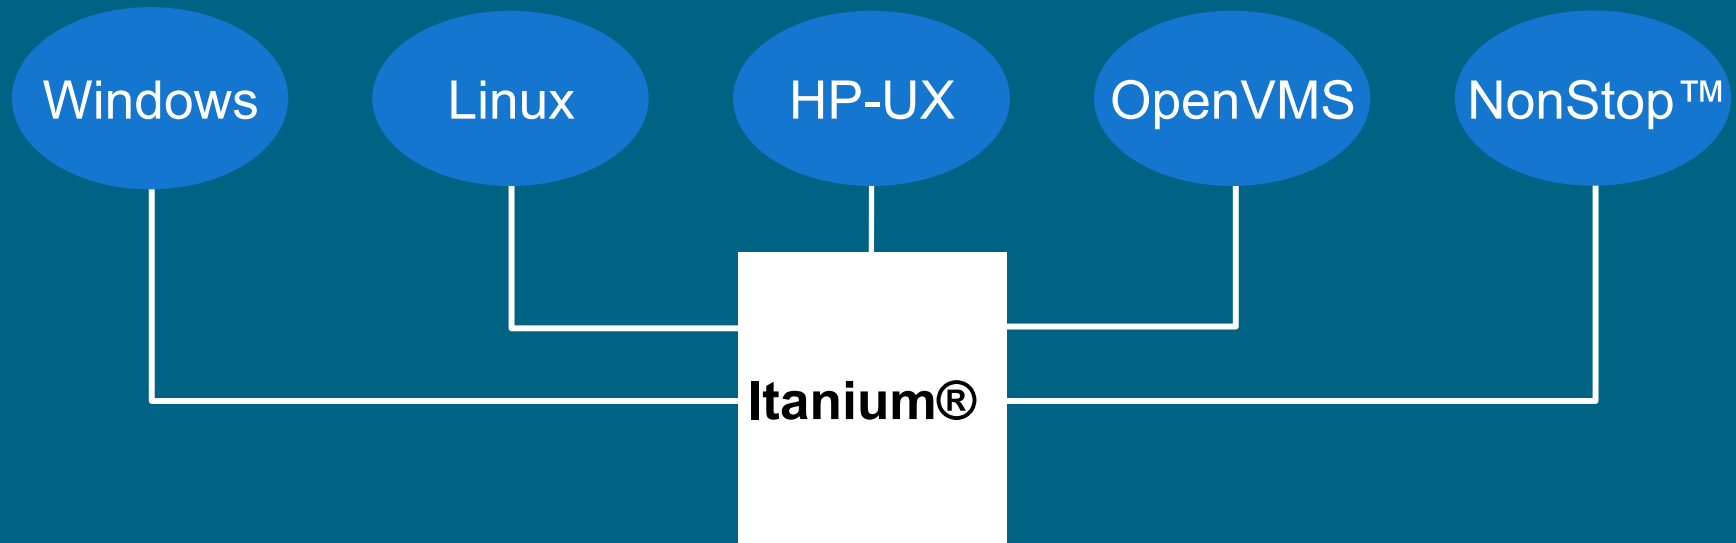 Windows
Linux
HP-UX
OpenVMS
NonStop™
Itanium®